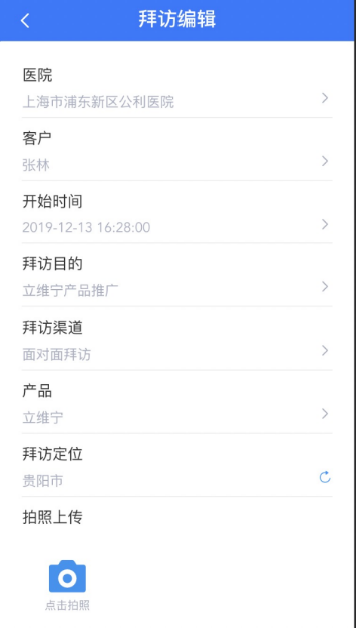 拜访编辑
医院
上海市浦东新区公利医院
客户
张林
开始时间
2019-12-13 16:28:00
拜访目的
立维宁产品推广
拜访渠道
面对面拜访
产品
立维宁
拜访定位
贵阳市
拍照上传
点击拍照